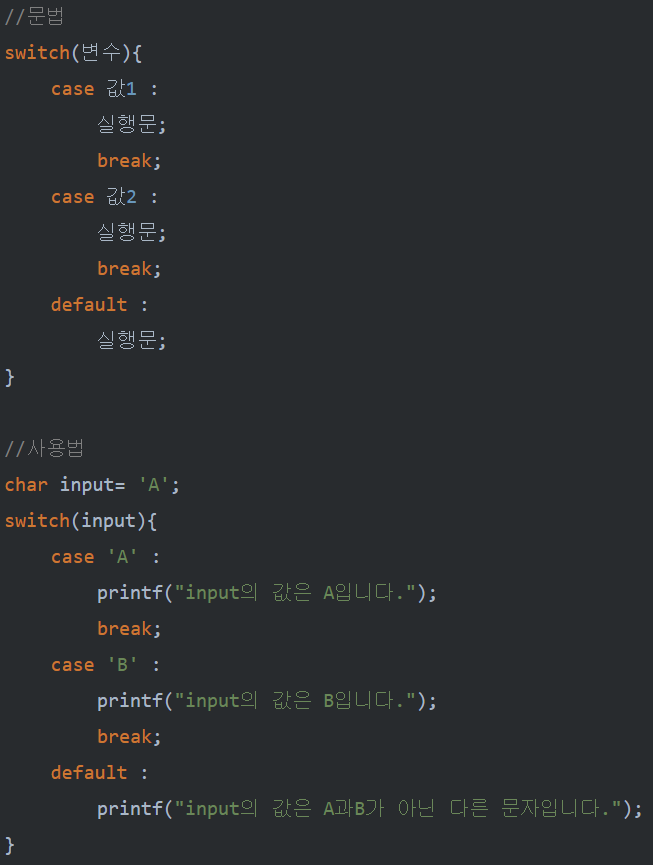 //문법
switch(변수){
    case 값1 :
        실행문;
        break;
    case 값2 :
        실행문;
        break;
    default :
        실행문;
}

//사용법
char input= 'A';
switch(input){
    case 'A' :
        printf("input의 값은 A입니다.");
        break;
    case 'B' :
        printf("input의 값은 B입니다.");
        break;
    default :
        printf("input의 값은 A과B가 아닌 다른 문자입니다.");
}